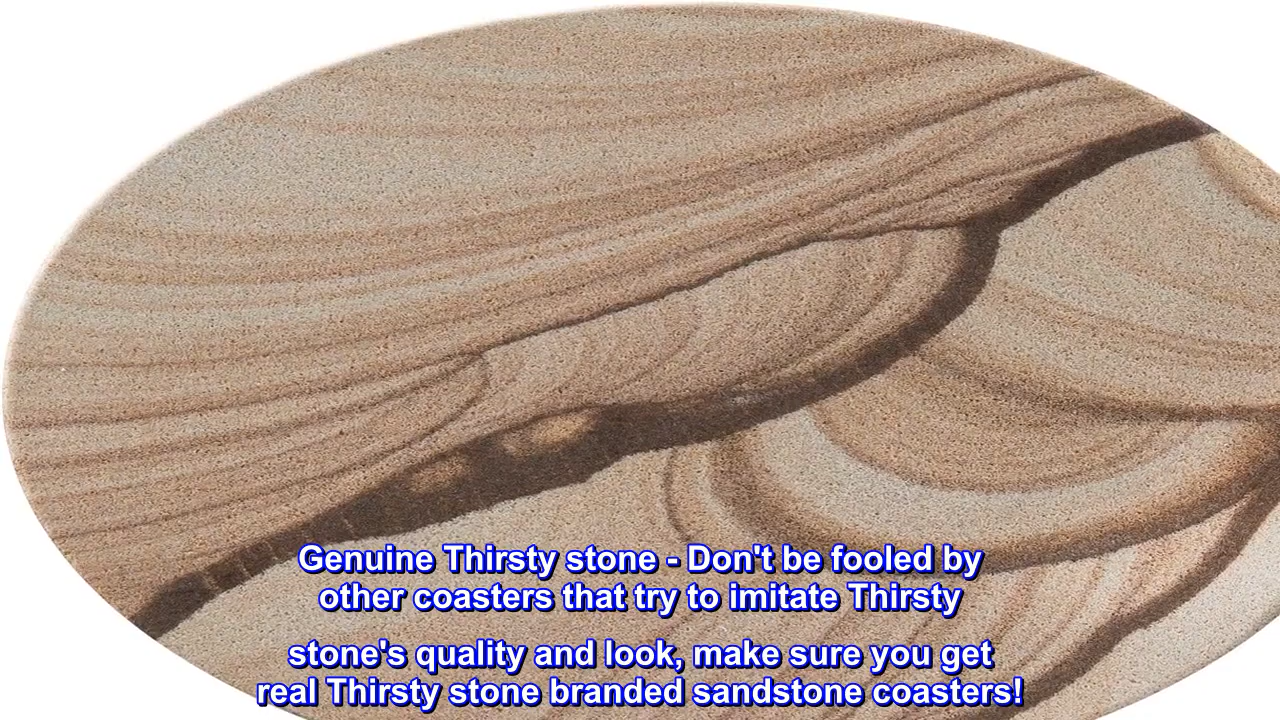 Genuine Thirsty stone - Don't be fooled by
other coasters that try to imitate Thirsty
stone's quality and look, make sure you get
real Thirsty stone branded sandstone coasters!